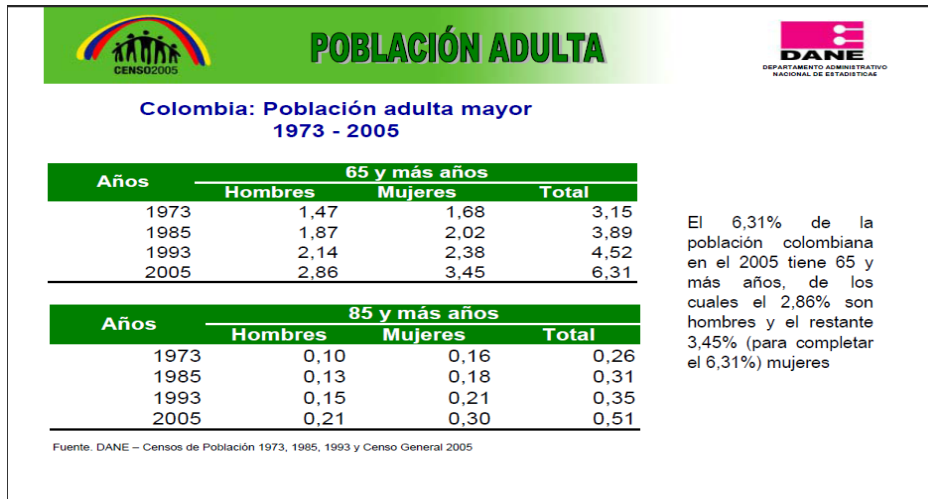 CENSO2005
POBLACIÓN ADULTA
DANE
DEPARTAMENTO ADMINISTRATIVO
NACIONAL DE ESTADISTICAE
Colombia: Población adulta mayor
1973 - 2005
Años 65 y más años
Hombres Mujeres Total
1973 1,47 1,68 3,15
1985 1,87 2,02 3,89
1993 2,14 2,38 4,52
2005 2,86 3,45 6,31
Años 85 y más años
Hombres Mujeres Total
1973 0,10 0,16 0,26
1985 0,13 0,18 0,31
1993 0,15 0,21 0,35
2005 0,21 0,30 0,51
El 6,31% de la
población colombiana
en el 2005 tiene 65 y
más años, de los
cuales el 2,86% son
hombres y el restante
3,45% (para completar
el 6,31%) mujeres
Fuente. DANE – Censos de Población 1973, 1985, 1993 y Censo General 2005